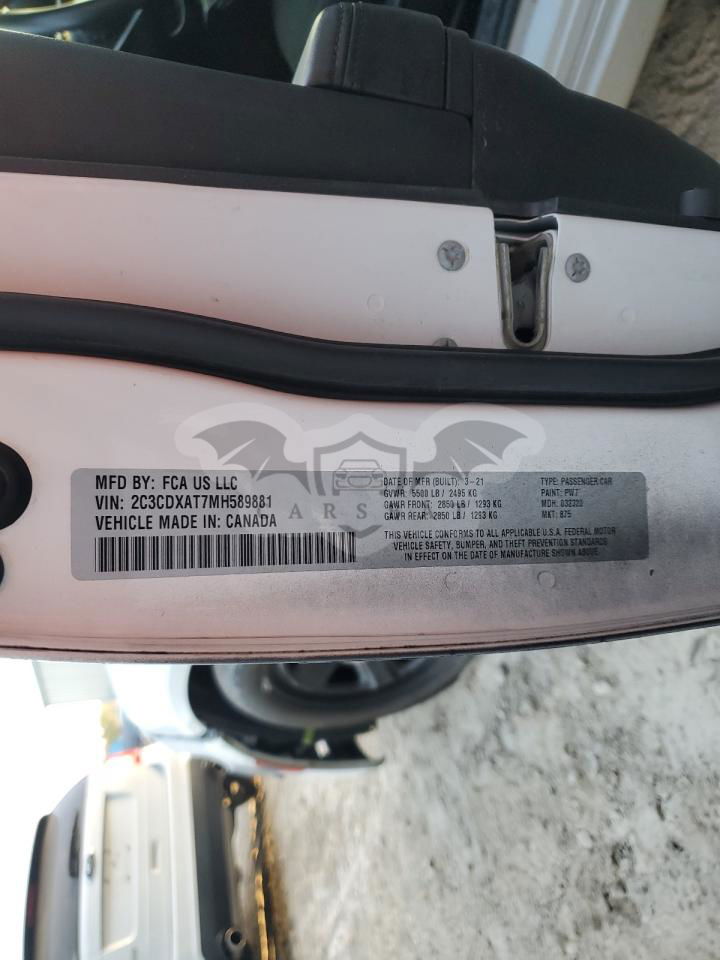 MFD BY: FCA US LLC
VIN: 2C3CDXAT7MH589881
VEHICLE MADE IN: CANADA
DATE OF MFR (BUILT): 3-21
GVWR: 5500 LB / 2495 KG
GAWR FRONT: 2850 LB / 1293 KG
GAWR REAR: 2850 LB / 1293 KG
TYPE: PASSENGER CAR
PAINT: PW7
MDH: 032320
MKT: 875
THIS VEHICLE CONFORMS TO ALL APPLICABLE U.S.A. FEDERAL MOTOR
VEHICLE SAFETY, BUMPER, AND THEFT PREVENTION STANDARDS
IN EFFECT ON THE DATE OF MANUFACTURE SHOWN ABOVE.